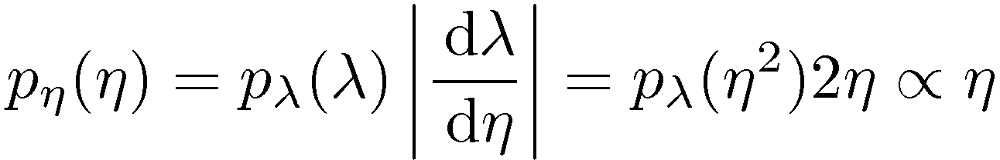 p_η(η) = p_λ(λ) |dλ/dη| = p_λ(η²)2η ∝ η